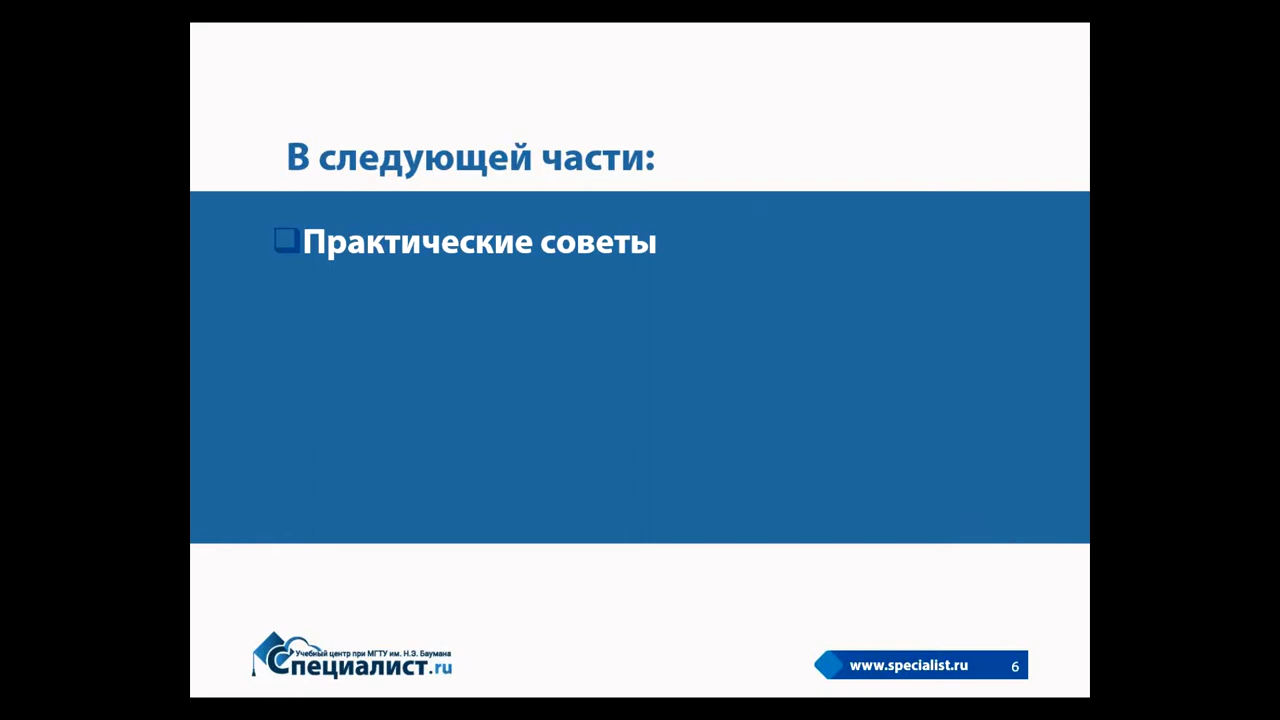 В следующей части:
Практические советы
Учебный центр при МГТУ им. Н.Э. Баумана
Специалист.ru
www.specialist.ru
6